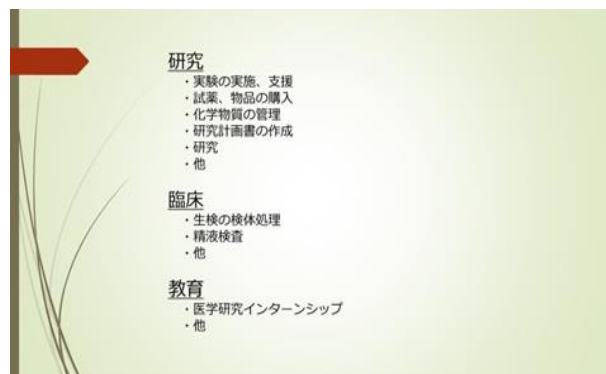 研究
・実験の実施、支援
・試薬、物品の購入
・化学物質の管理
・研究計画書の作成
・研究
・他
臨床
・生検の検体処理
・精液検査
・他
教育
・医学研究インターンシップ
・他